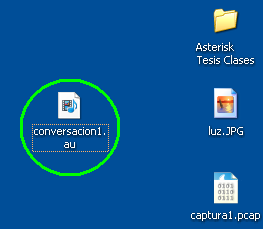 Asterisk
Tesis Clases
conversacion1.
au
luz.JPG
captura1.pcap